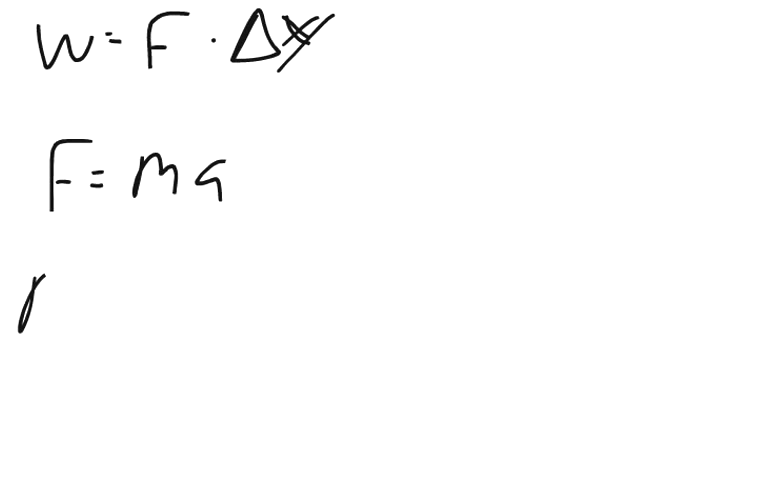 W = F · Δx
F = ma